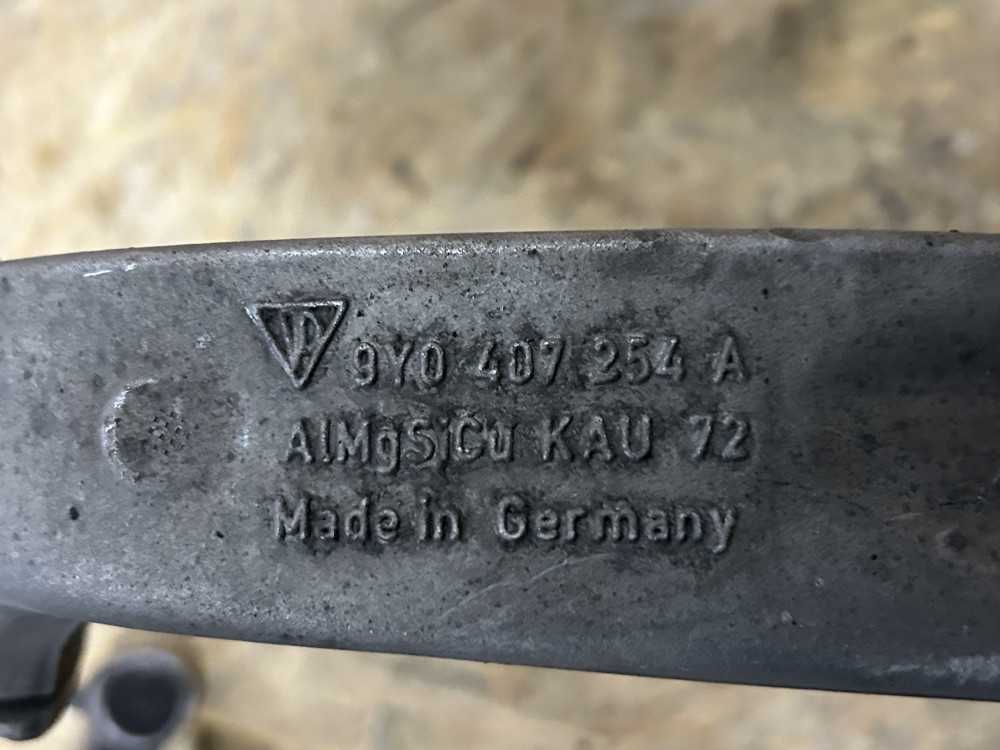 9Y0 407 254 A
AlMgSiCu KAU 72
Made in Germany